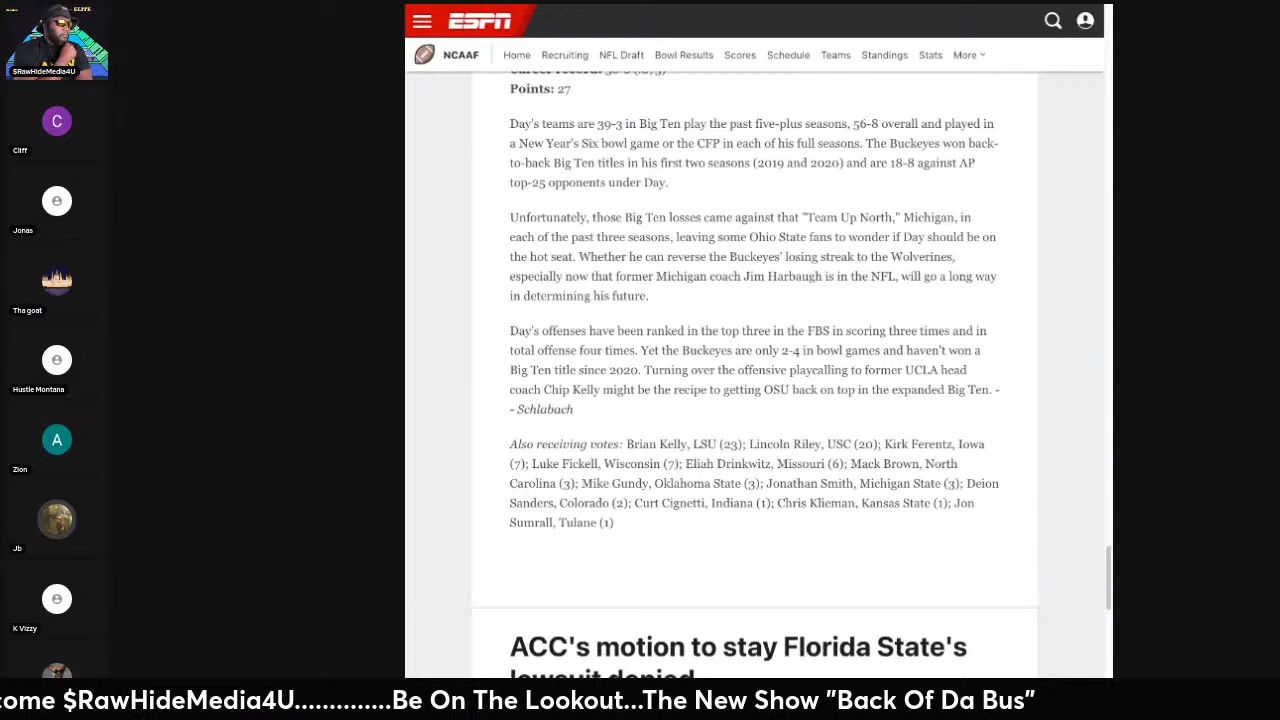 ELITE
$RawHideMedia4U
C
Cliff
Jonas
Tha goat
Hustle Montana
A
Zion
Jb
K Vizzy
ESPN
NCAAF Home Recruiting NFL Draft Bowl Results Scores Schedule Teams Standings Stats More
Points: 27
Day's teams are 39-3 in Big Ten play the past five-plus seasons, 56-8 overall and played in
a New Year's Six bowl game or the CFP in each of his full seasons. The Buckeyes won back-
to-back Big Ten titles in his first two seasons (2019 and 2020) and are 18-8 against AP
top-25 opponents under Day.
Unfortunately, those Big Ten losses came against that "Team Up North," Michigan, in
each of the past three seasons, leaving some Ohio State fans to wonder if Day should be on
the hot seat. Whether he can reverse the Buckeyes' losing streak to the Wolverines,
especially now that former Michigan coach Jim Harbaugh is in the NFL, will go a long way
in determining his future.
Day's offenses have been ranked in the top three in the FBS in scoring three times and in
total offense four times. Yet the Buckeyes are only 2-4 in bowl games and haven't won a
Big Ten title since 2020. Turning over the offensive playcalling to former UCLA head
coach Chip Kelly might be the recipe to getting OSU back on top in the expanded Big Ten. -
- Schlabach
Also receiving votes: Brian Kelly, LSU (23); Lincoln Riley, USC (20); Kirk Ferentz, Iowa
(7); Luke Fickell, Wisconsin (7); Eliah Drinkwitz, Missouri (6); Mack Brown, North
Carolina (3); Mike Gundy, Oklahoma State (3); Jonathan Smith, Michigan State (3); Deion
Sanders, Colorado (2); Curt Cignetti, Indiana (1); Chris Klieman, Kansas State (1); Jon
Sumrall, Tulane (1)
ACC's motion to stay Florida State's
lawsuit denied
come $RawHideMedia4U..............Be On The Lookout...The New Show "Back Of Da Bus"